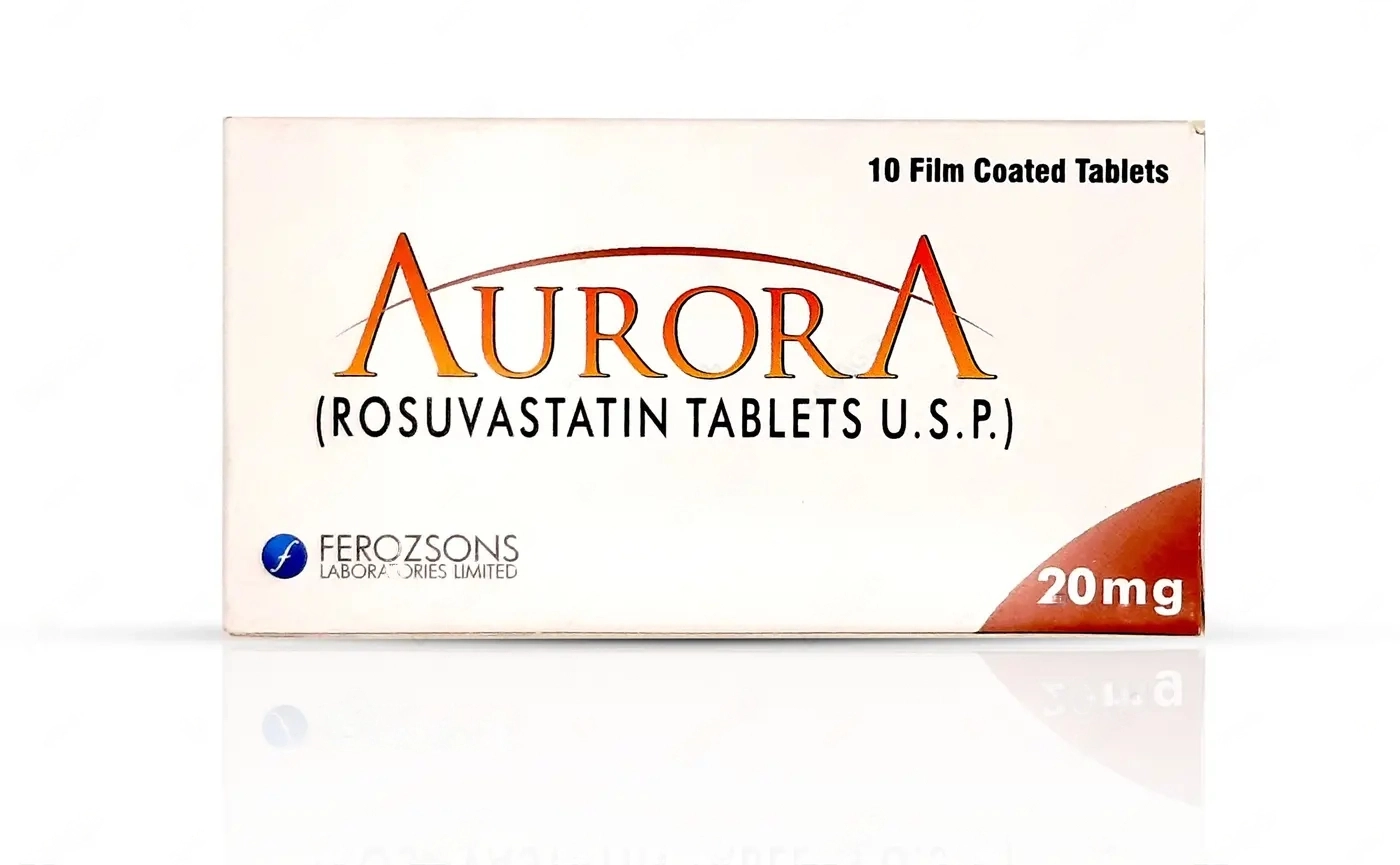 10 Film Coated Tablets
AURORA
(ROSUVASTATIN TABLETS U.S.P.)
f FEROZSONS
LABORATORIES LIMITED
20mg